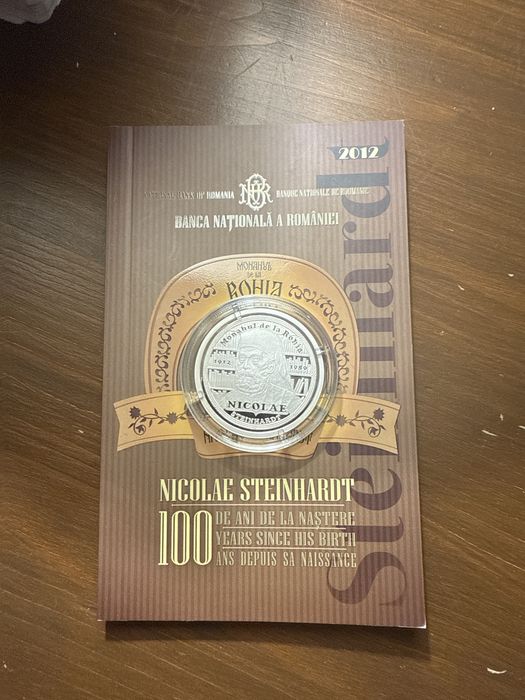 2012
NATIONAL BANK OF ROMANIA BANQUE NATIONALE DE ROUMANIE
BANCA NAȚIONALĂ A ROMÂNIEI
Steinhardt
MONAHUL
DE LA
ROHIA
Monahul de la Rohia
1912 1989
NICOLAE
STEINHARDT
NICOLAE STEINHARDT
100 DE ANI DE LA NAȘTERE
YEARS SINCE HIS BIRTH
ANS DEPUIS SA NAISSANCE